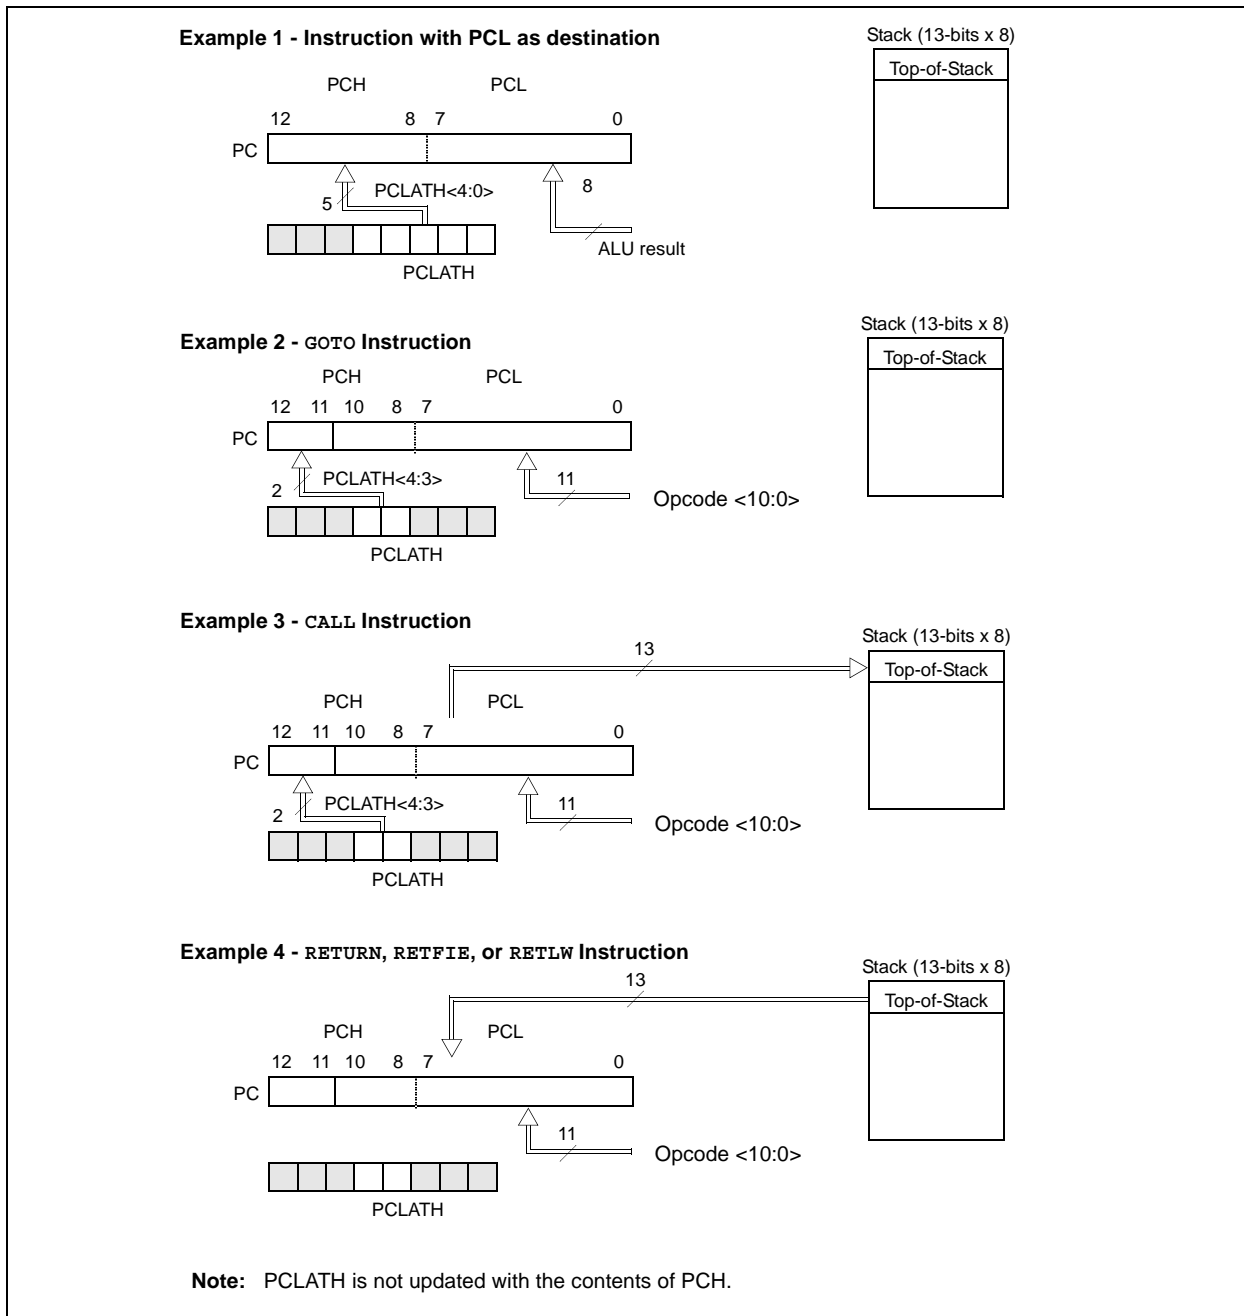 Example 1 - Instruction with PCL as destination
Stack (13-bits x 8)
Top-of-Stack
PCH PCL
12 8 7 0
PC
5 PCLATH<4:0> 8
ALU result
PCLATH
Example 2 - GOTO Instruction
Stack (13-bits x 8)
Top-of-Stack
PCH PCL
12 11 10 8 7 0
PC
2 PCLATH<4:3> 11
Opcode <10:0>
PCLATH
Example 3 - CALL Instruction
Stack (13-bits x 8)
13
Top-of-Stack
PCH PCL
12 11 10 8 7 0
PC
2 PCLATH<4:3> 11
Opcode <10:0>
PCLATH
Example 4 - RETURN, RETFIE, or RETLW Instruction
Stack (13-bits x 8)
13
Top-of-Stack
PCH PCL
12 11 10 8 7 0
PC
11
Opcode <10:0>
PCLATH
Note: PCLATH is not updated with the contents of PCH.